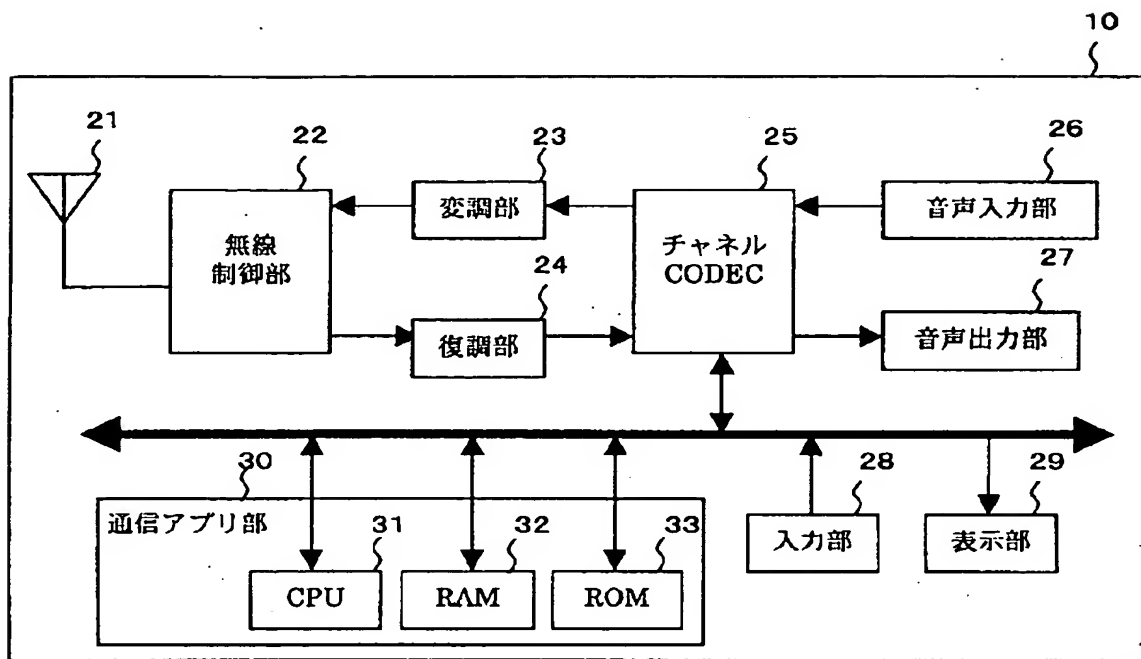 10
21
22
23
25
26
変調部
音声入力部
無線
制御部
チャネル
CODEC
24
27
復調部
音声出力部
30
28
29
通信アプリ部
31
32
33
入力部
表示部
CPU
RAM
ROM